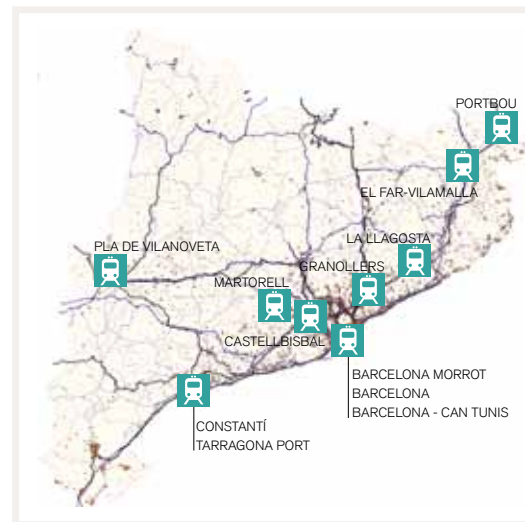 PORTBOU
EL FAR-VILAMALLA
LA LLAGOSTA
PLA DE VILANOVETA
GRANOLLERS
MARTORELL
CASTELLBISBAL
BARCELONA MORROT
BARCELONA
BARCELONA - CAN TUNIS
CONSTANTÍ
TARRAGONA PORT